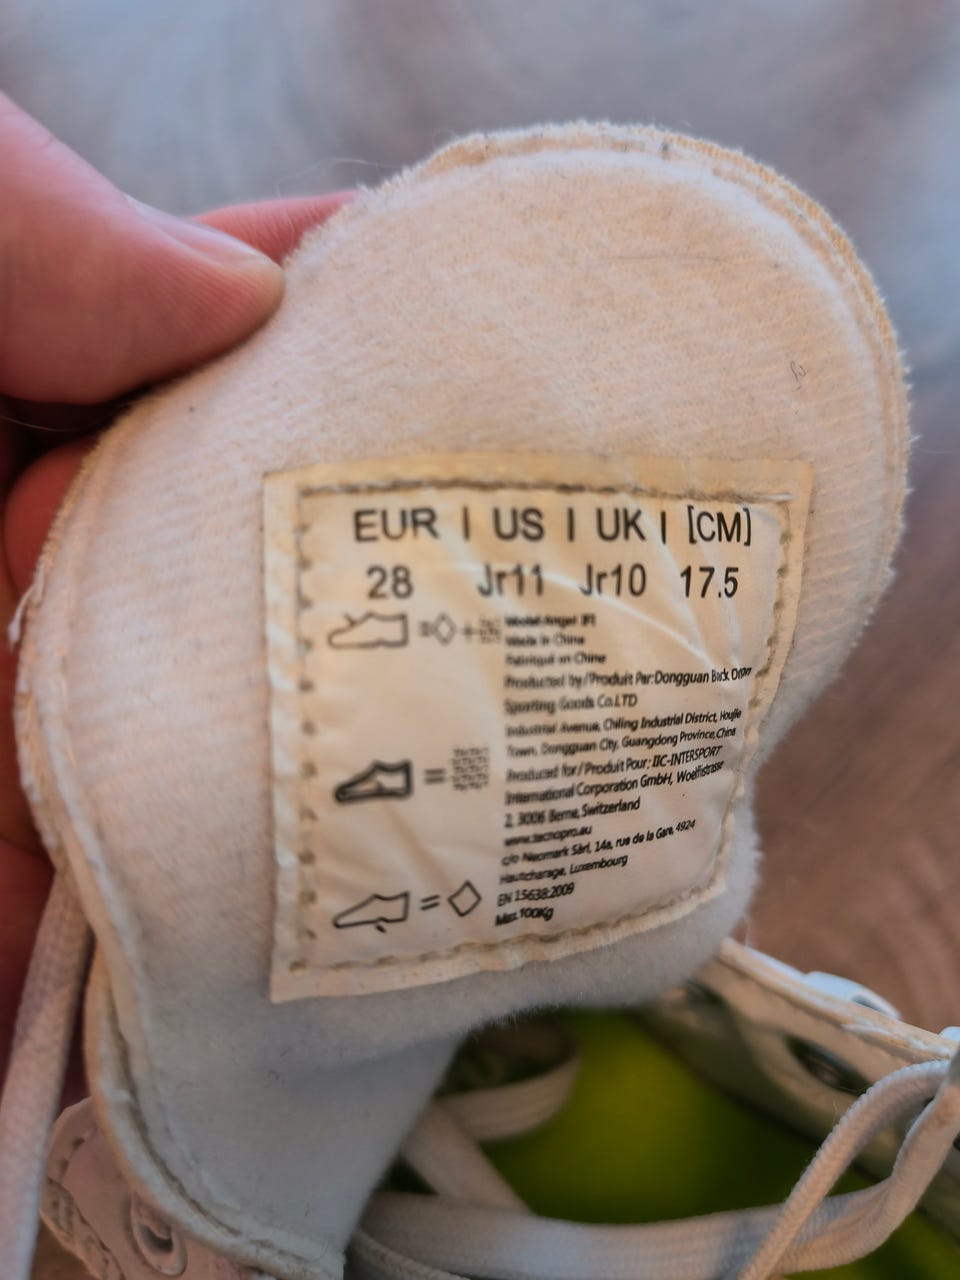 EUR | US | UK | [CM]
28 Jr11 Jr10 17.5
Model Angel
Made in China
Fabriqué en Chine
Produced by/Produit Par:Dongguan Back
Sporting Goods Co.LTD
Industrial Avenue, Chiling Industrial District, Houjie
Town, Dongguan City, Guangdong Province,China
Produced for/Produit Pour; IIC-INTERSPORT
International Corporation GmbH, Woelflistrasse
2, 3006 Berne, Switzerland
www.tecnopro.eu
c/o Neomark Sàrl, 14a, rue de la Gare, 4924
Hautcharage, Luxembourg
EN 15638:2009
Max.100Kg